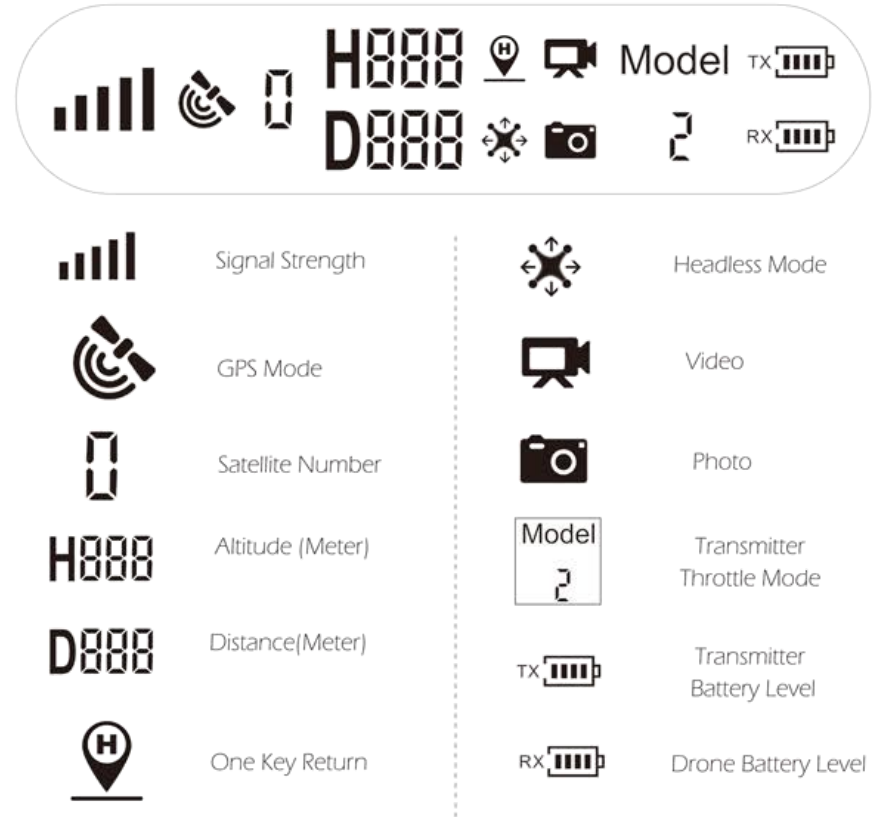 H888
H
Model
TX
0
D888
2
RX
Signal Strength
GPS Mode
0
Satellite Number
H888
Altitude (Meter)
D888
Distance(Meter)
H
One Key Return
Headless Mode
Video
Photo
Model
2
Transmitter
Throttle Mode
TX
Transmitter
Battery Level
RX
Drone Battery Level